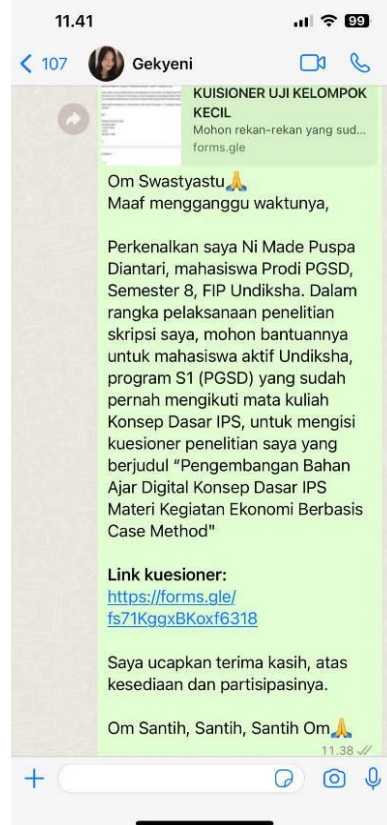 11.41
99
107
Gekyeni
KUISIONER UJI KELOMPOK
KECIL
Mohon rekan-rekan yang sud...
forms.gle
Om Swastyastu🙏
Maaf mengganggu waktunya,
Perkenalkan saya Ni Made Puspa
Diantari, mahasiswa Prodi PGSD,
Semester 8, FIP Undiksha. Dalam
rangka pelaksanaan penelitian
skripsi saya, mohon bantuannya
untuk mahasiswa aktif Undiksha,
program S1 (PGSD) yang sudah
pernah mengikuti mata kuliah
Konsep Dasar IPS, untuk mengisi
kuesioner penelitian saya yang
berjudul “Pengembangan Bahan
Ajar Digital Konsep Dasar IPS
Materi Kegiatan Ekonomi Berbasis
Case Method"
Link kuesioner:
https://forms.gle/
fs71KggxBKoxf6318
Saya ucapkan terima kasih, atas
kesediaan dan partisipasinya.
Om Santih, Santih, Santih Om🙏
11.38